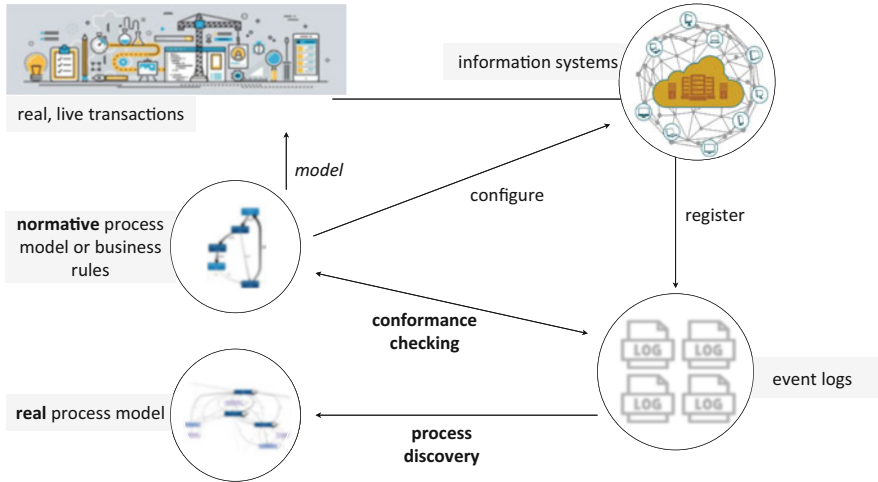 information systems
real, live transactions
model
configure
normative process
model or business
rules
register
conformance
checking
LOG LOG
LOG LOG
event logs
real process model
process
discovery